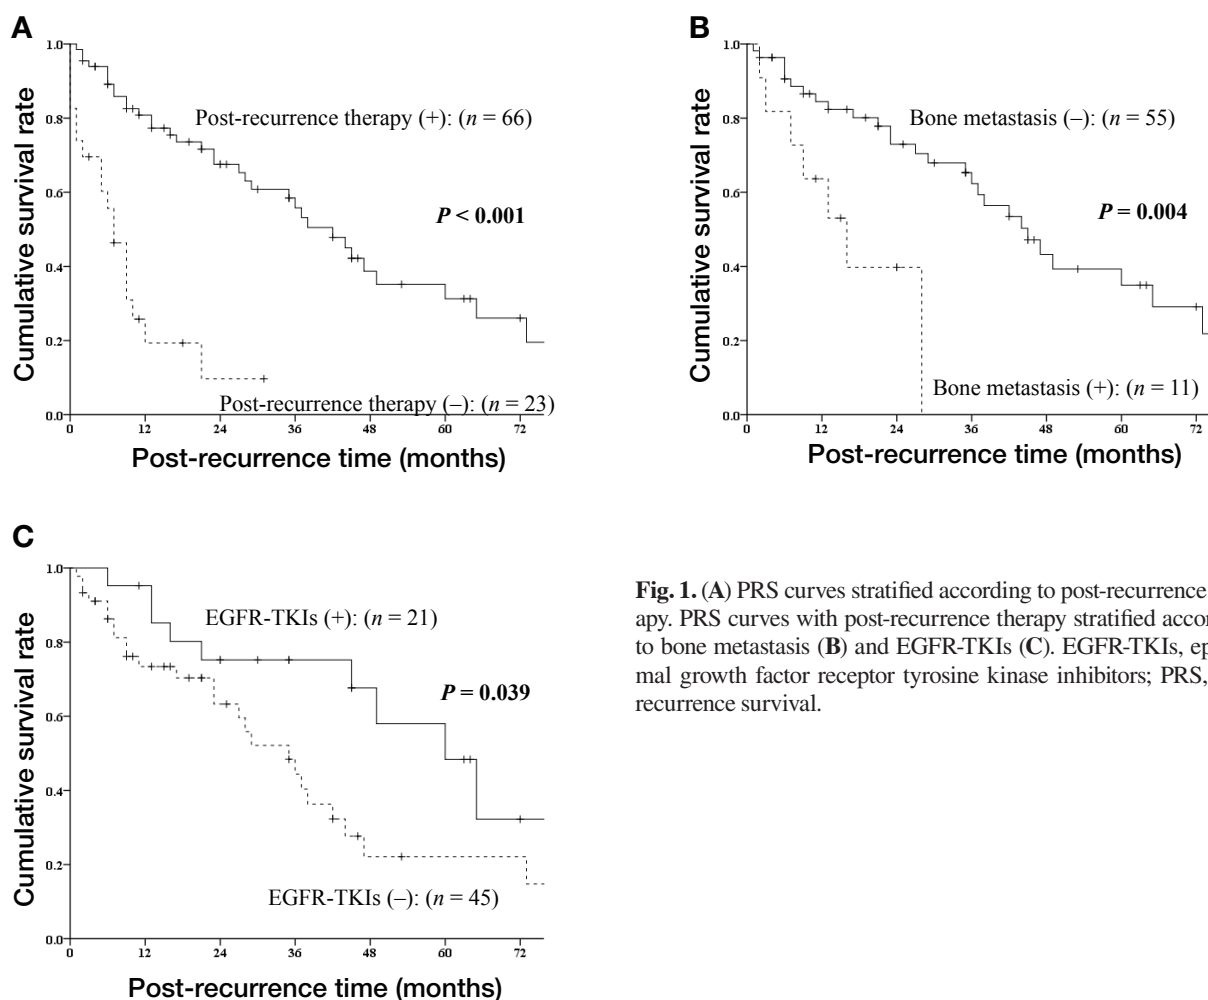 A
Cumulative survival rate
1.0
0.8
0.6
0.4
0.2
0.0
Post-recurrence therapy (+): (n = 66)
P < 0.001
Post-recurrence therapy (–): (n = 23)
0 12 24 36 48 60 72
Post-recurrence time (months)
B
Cumulative survival rate
1.0
0.8
0.6
0.4
0.2
0.0
Bone metastasis (–): (n = 55)
P = 0.004
Bone metastasis (+): (n = 11)
0 12 24 36 48 60 72
Post-recurrence time (months)
C
Cumulative survival rate
1.0
0.8
0.6
0.4
0.2
0.0
EGFR-TKIs (+): (n = 21)
P = 0.039
EGFR-TKIs (–): (n = 45)
0 12 24 36 48 60 72
Post-recurrence time (months)
Fig. 1. (A) PRS curves stratified according to post-recurrence
apy. PRS curves with post-recurrence therapy stratified accor
to bone metastasis (B) and EGFR-TKIs (C). EGFR-TKIs, ep
mal growth factor receptor tyrosine kinase inhibitors; PRS,
recurrence survival.